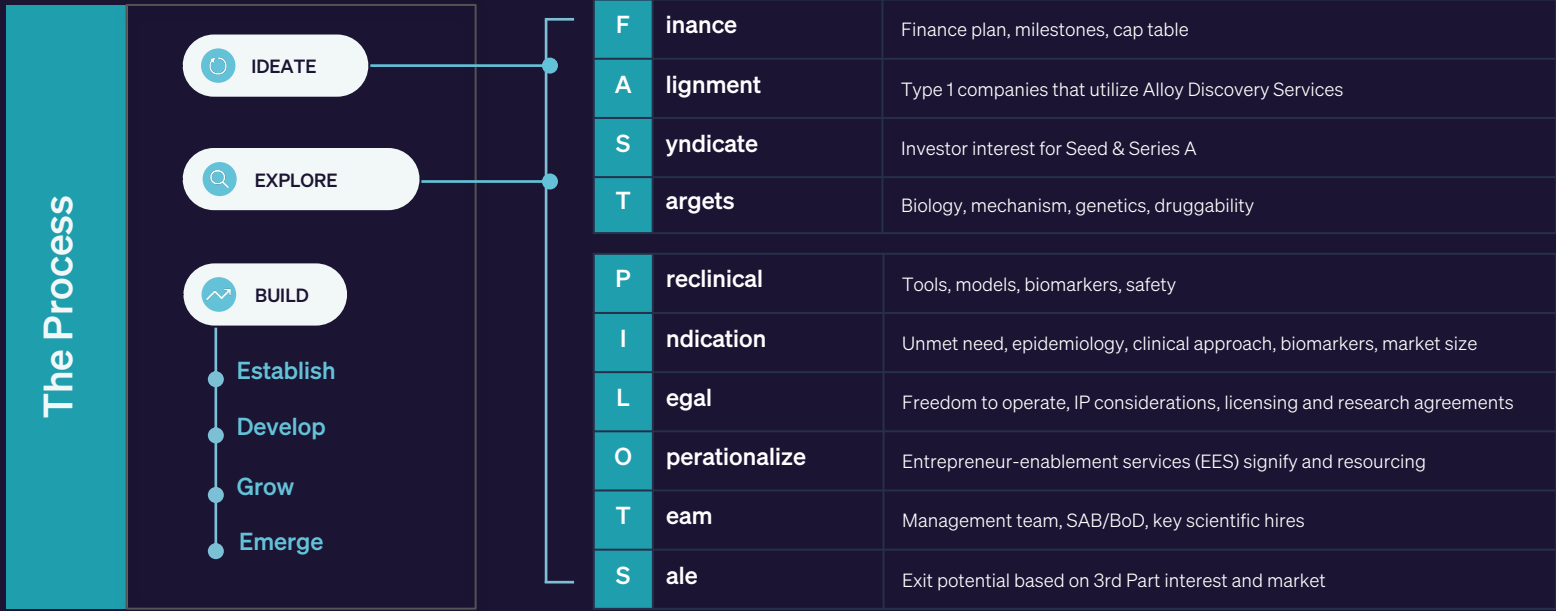 The Process
IDEATE
EXPLORE
BUILD
Establish
Develop
Grow
Emerge
F inance Finance plan, milestones, cap table
A lignment Type 1 companies that utilize Alloy Discovery Services
S yndicate Investor interest for Seed & Series A
T argets Biology, mechanism, genetics, druggability
P reclinical Tools, models, biomarkers, safety
I ndication Unmet need, epidemiology, clinical approach, biomarkers, market size
L egal Freedom to operate, IP considerations, licensing and research agreements
O perationalize Entrepreneur-enablement services (EES) signify and resourcing
T eam Management team, SAB/BoD, key scientific hires
S ale Exit potential based on 3rd Part interest and market